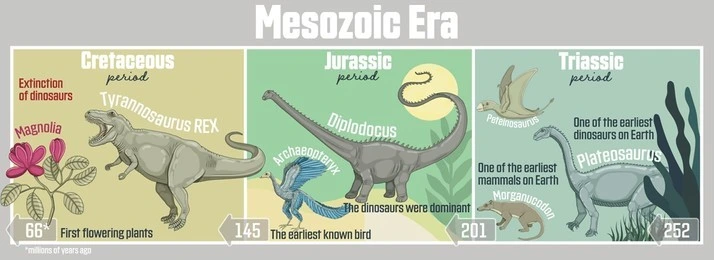 Mesozoic Era
Cretaceous
period
Extinction
of dinosaurs
Tyrannosaurus REX
Magnolia
66*
First flowering plants
*millions of years ago
Jurassic
period
Diplodocus
Archaeopteryx
The dinosaurs were dominant
145
The earliest known bird
Triassic
period
Peteinosaurus
One of the earliest
dinosaurs on Earth
Plateosaurus
One of the earliest
mammals on Earth
Morganucodon
201
252